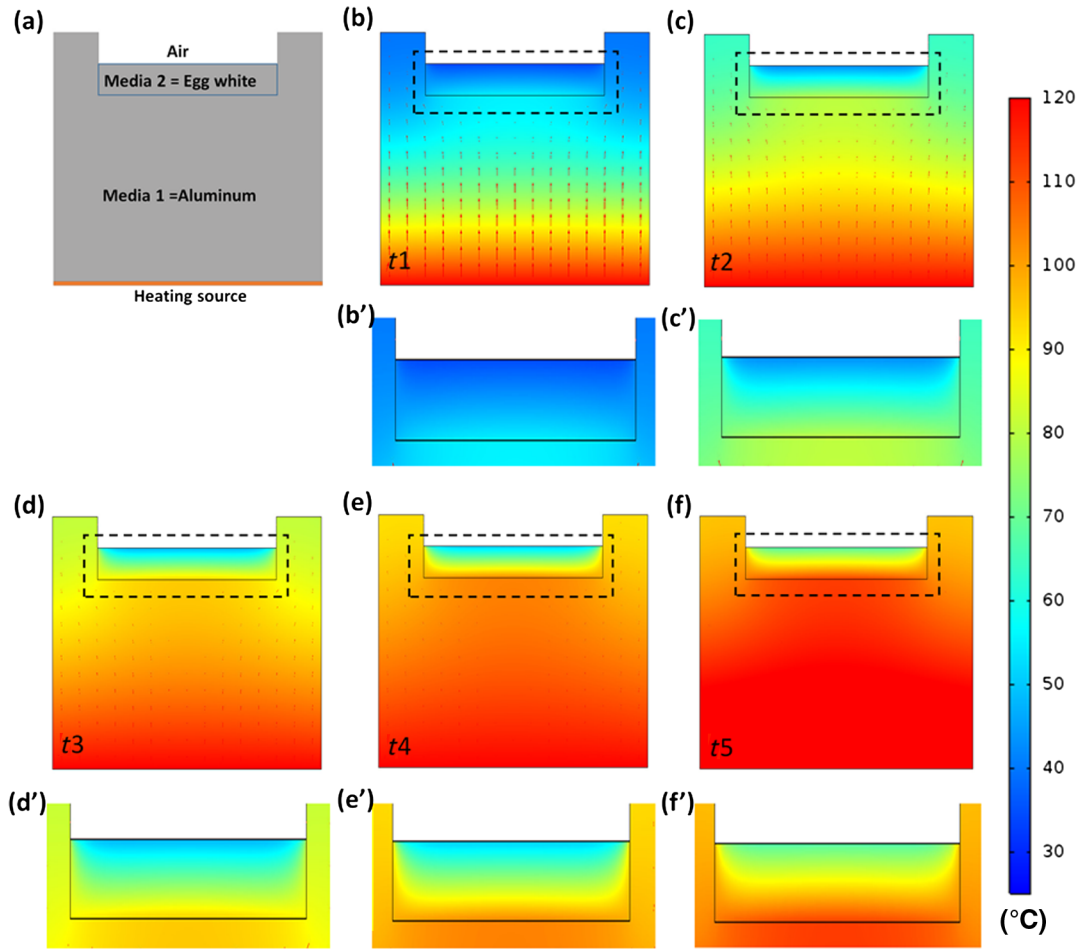 (a)
Air
Media 2 = Egg white
Media 1 =Aluminum
Heating source
(b)
t1
(c)
t2
(b’)
(c’)
(d)
t3
(e)
t4
(f)
t5
(d’)
(e’)
(f’)
120
110
100
90
80
70
60
50
40
30
(°C)